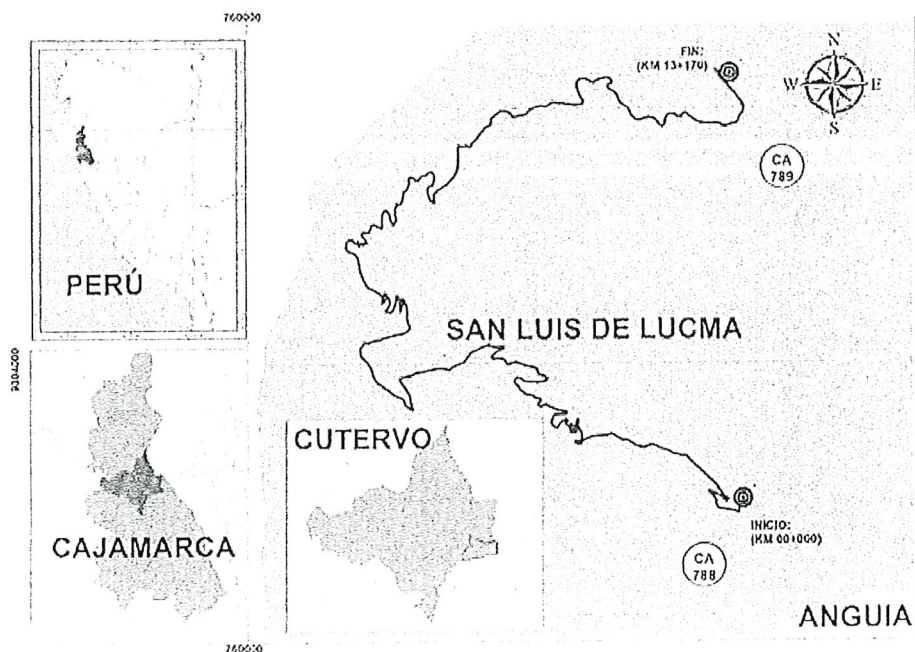 760000
FIN:
(KM 13+170)
N
W E
S
CA
789
PERÚ
SAN LUIS DE LUCMA
9304000
CUTERVO
CAJAMARCA
INICIO:
(KM 00+000)
CA
788
ANGUIA
760000